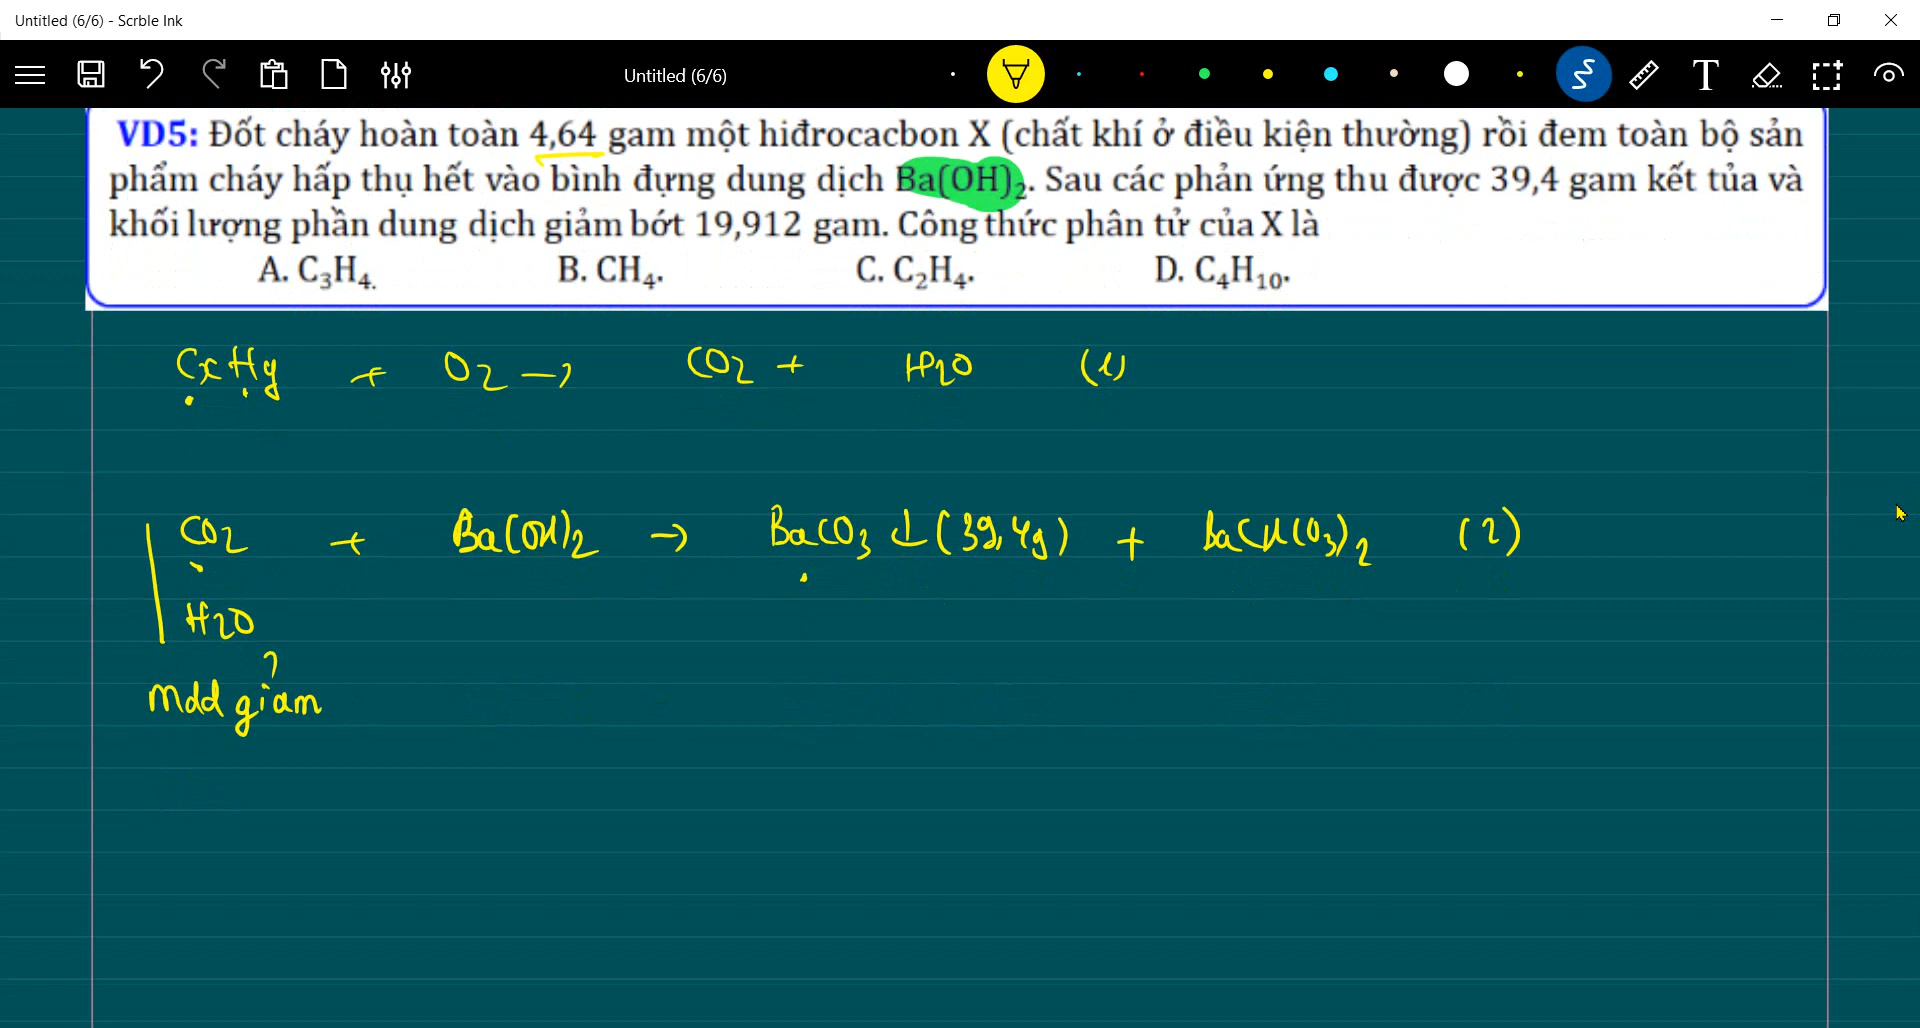 Untitled (6/6) - Scrble Ink
Untitled (6/6)
T
VD5: Đốt cháy hoàn toàn 4,64 gam một hiđrocacbon X (chất khí ở điều kiện thường) rồi đem toàn bộ sản
phẩm cháy hấp thụ hết vào bình đựng dung dịch Ba(OH)₂. Sau các phản ứng thu được 39,4 gam kết tủa và
khối lượng phần dung dịch giảm bớt 19,912 gam. Công thức phân tử của X là
A. C₃H₄. B. CH₄. C. C₂H₄. D. C₄H₁₀.
CxHy + O₂ → CO₂ + H₂O (1)
CO₂ + Ba(OH)₂ → BaCO₃ ↓ (39,4g) + Ba(HCO₃)₂ (2)
H₂O
mdd giảm